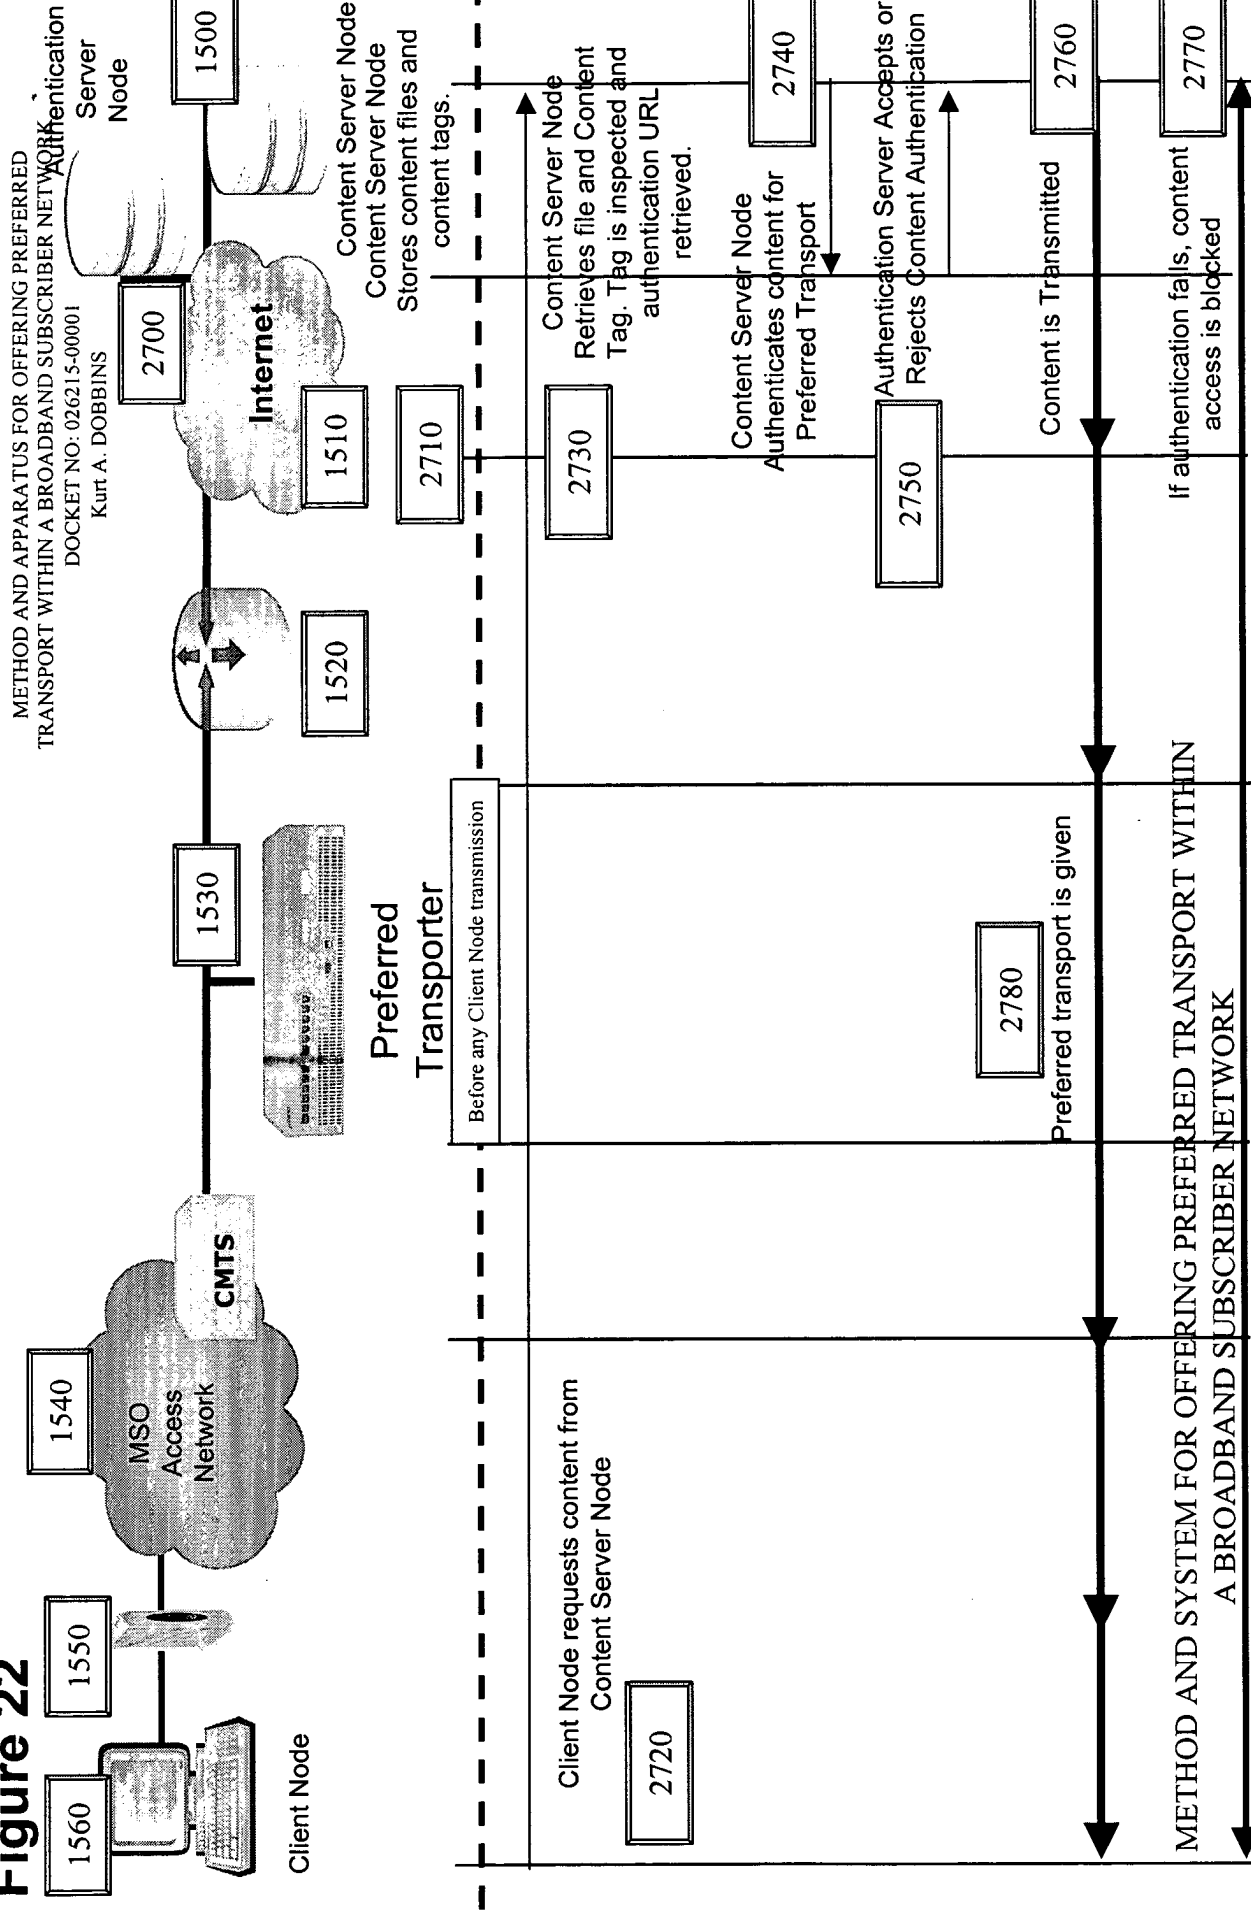 METHOD AND APPARATUS FOR OFFERING PREFERRED
TRANSPORT WITHIN A BROADBAND SUBSCRIBER NETWORK
DOCKET NO: 026215-00001
Kurt A. DOBBINS
Figure 22
1560
1550
1540
1530
1520
1510
2700
1500
Authentication
Server
Node
Client Node
MSO
Access
Network
CMTS
Preferred
Transporter
Internet
Content Server Node
Content Server Node
Stores content files and
content tags.
2710
Before any Client Node transmission
Client Node requests content from
Content Server Node
2720
Content Server Node
Retrieves file and Content
Tag. Tag is inspected and
authentication URL
retrieved.
2730
Content Server Node
Authenticates content for
Preferred Transport
2740
Authentication Server Accepts or
Rejects Content Authentication
2750
Content is Transmitted
2760
Preferred transport is given
2780
If authentication fails, content
access is blocked
2770
METHOD AND SYSTEM FOR OFFERING PREFERRED TRANSPORT WITHIN
A BROADBAND SUBSCRIBER NETWORK